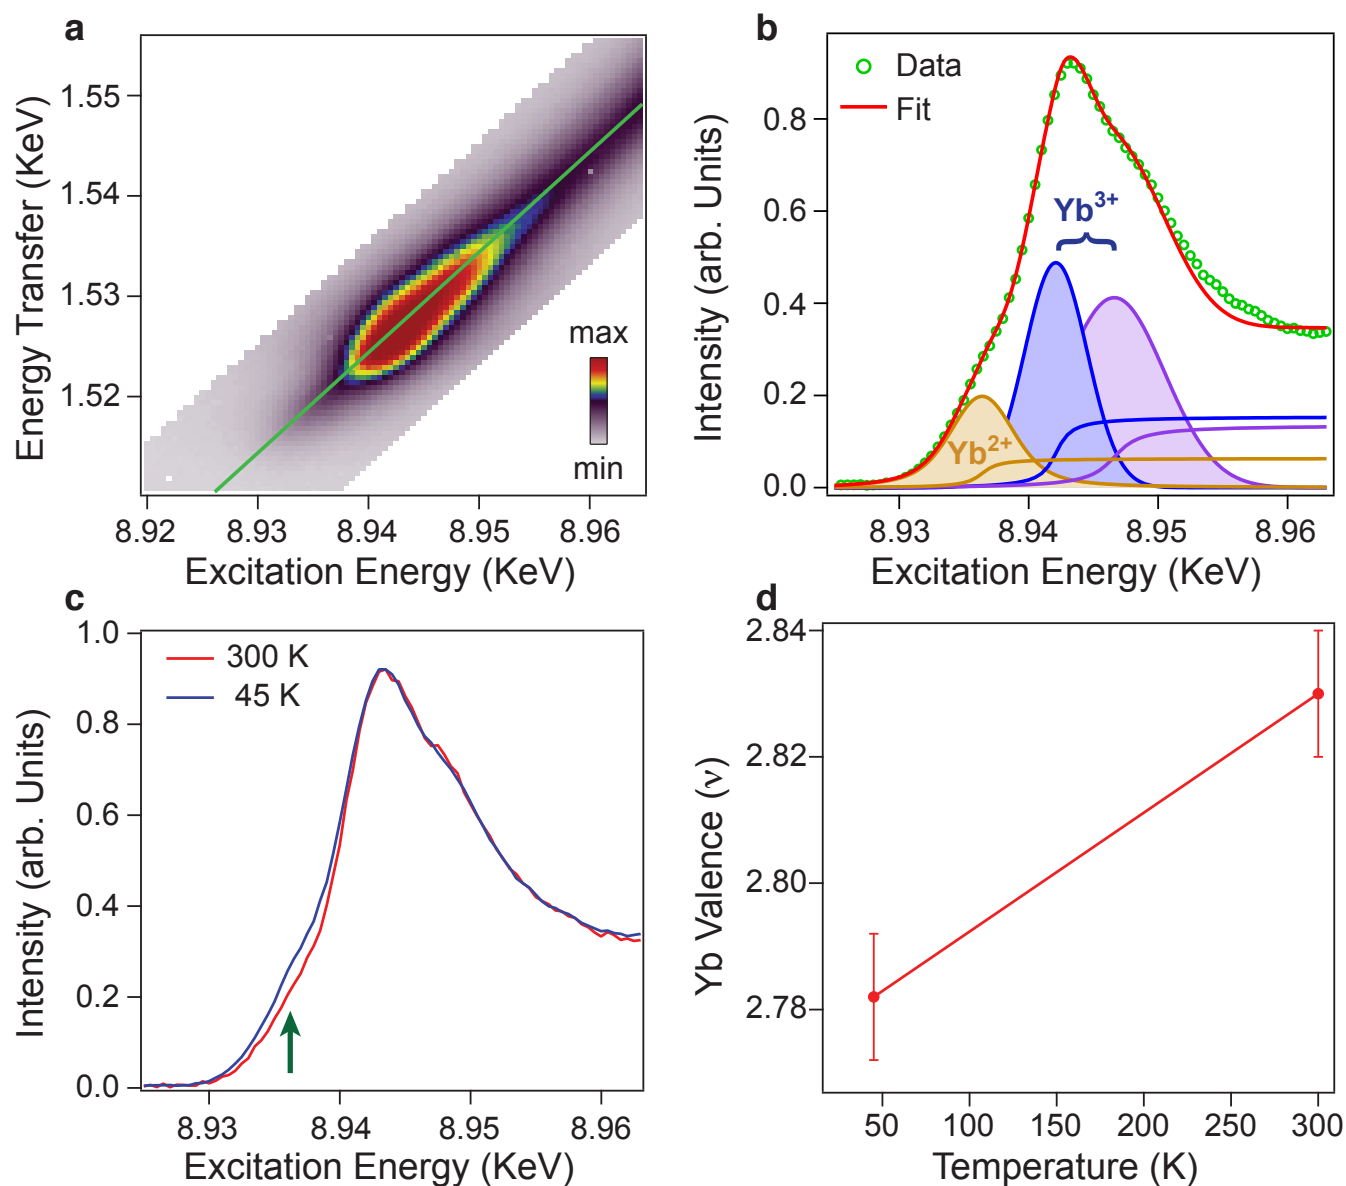 a
Energy Transfer (KeV)
1.55
1.54
1.53
1.52
max
min
8.92 8.93 8.94 8.95 8.96
Excitation Energy (KeV)
b
Intensity (arb. Units)
Data
Fit
0.8
0.6
0.4
0.2
0.0
Yb³⁺
Yb²⁺
8.93 8.94 8.95 8.96
Excitation Energy (KeV)
c
Intensity (arb. Units)
300 K
45 K
1.0
0.8
0.6
0.4
0.2
0.0
8.93 8.94 8.95 8.96
Excitation Energy (KeV)
d
Yb Valence (ν)
2.84
2.82
2.80
2.78
50 100 150 200 250 300
Temperature (K)